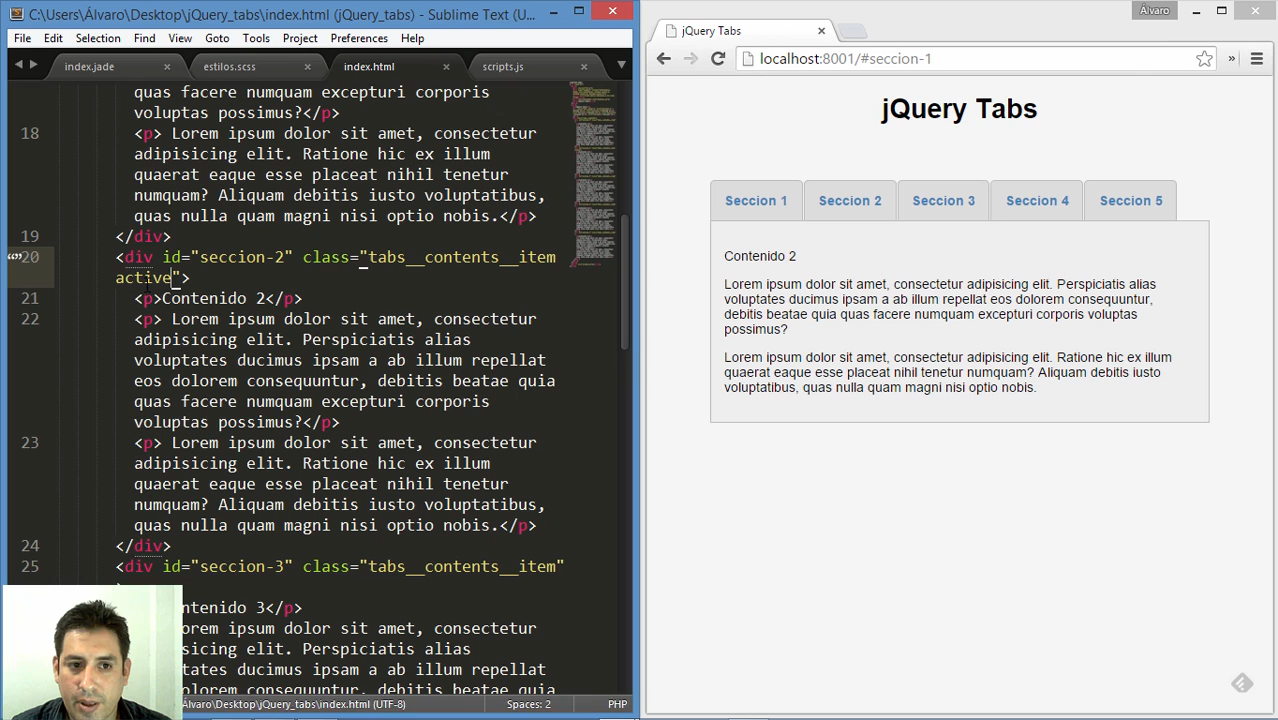 C:\Users\Álvaro\Desktop\jQuery_tabs\index.html (jQuery_tabs) - Sublime Text (U...
File Edit Selection Find View Goto Tools Project Preferences Help
index.jade estilos.scss index.html scripts.js
quas facere numquam excepturi corporis
voluptas possimus?</p>
18 <p> Lorem ipsum dolor sit amet, consectetur
adipisicing elit. Ratione hic ex illum
quaerat eaque esse placeat nihil tenetur
numquam? Aliquam debitis iusto voluptatibus,
quas nulla quam magni nisi optio nobis.</p>
19 </div>
20 <div id="seccion-2" class="tabs__contents__item
active">
21 <p>Contenido 2</p>
22 <p> Lorem ipsum dolor sit amet, consectetur
adipisicing elit. Perspiciatis alias
voluptates ducimus ipsam a ab illum repellat
eos dolorem consequuntur, debitis beatae quia
quas facere numquam excepturi corporis
voluptas possimus?</p>
23 <p> Lorem ipsum dolor sit amet, consectetur
adipisicing elit. Ratione hic ex illum
quaerat eaque esse placeat nihil tenetur
numquam? Aliquam debitis iusto voluptatibus,
quas nulla quam magni nisi optio nobis.</p>
24 </div>
25 <div id="seccion-3" class="tabs__contents__item"
ontenido 3</p>
orem ipsum dolor sit amet, consectetur
isicing elit. Perspiciatis alias
tates ducimus ipsam a ab illum repellat
olorem consequuntur, debitis beatae quia
Álvaro\Desktop\jQuery_tabs\index.html (UTF-8) Spaces: 2 PHP
Álvaro
jQuery Tabs
localhost:8001/#seccion-1
jQuery Tabs
Seccion 1 Seccion 2 Seccion 3 Seccion 4 Seccion 5
Contenido 2
Lorem ipsum dolor sit amet, consectetur adipisicing elit. Perspiciatis alias
voluptates ducimus ipsam a ab illum repellat eos dolorem consequuntur,
debitis beatae quia quas facere numquam excepturi corporis voluptas
possimus?
Lorem ipsum dolor sit amet, consectetur adipisicing elit. Ratione hic ex illum
quaerat eaque esse placeat nihil tenetur numquam? Aliquam debitis iusto
voluptatibus, quas nulla quam magni nisi optio nobis.